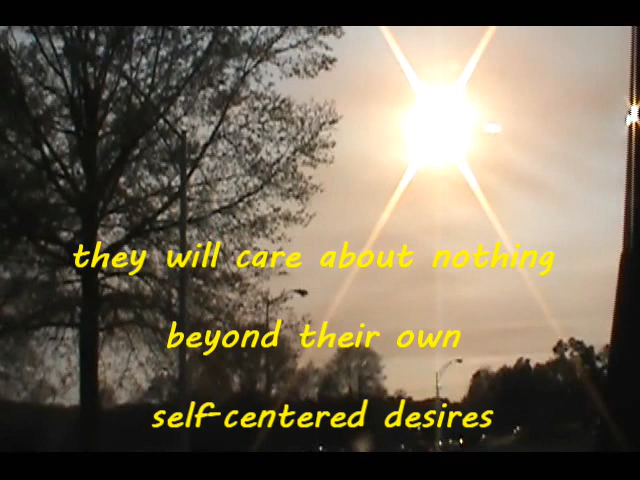 they will care about nothing
beyond their own
self-centered desires